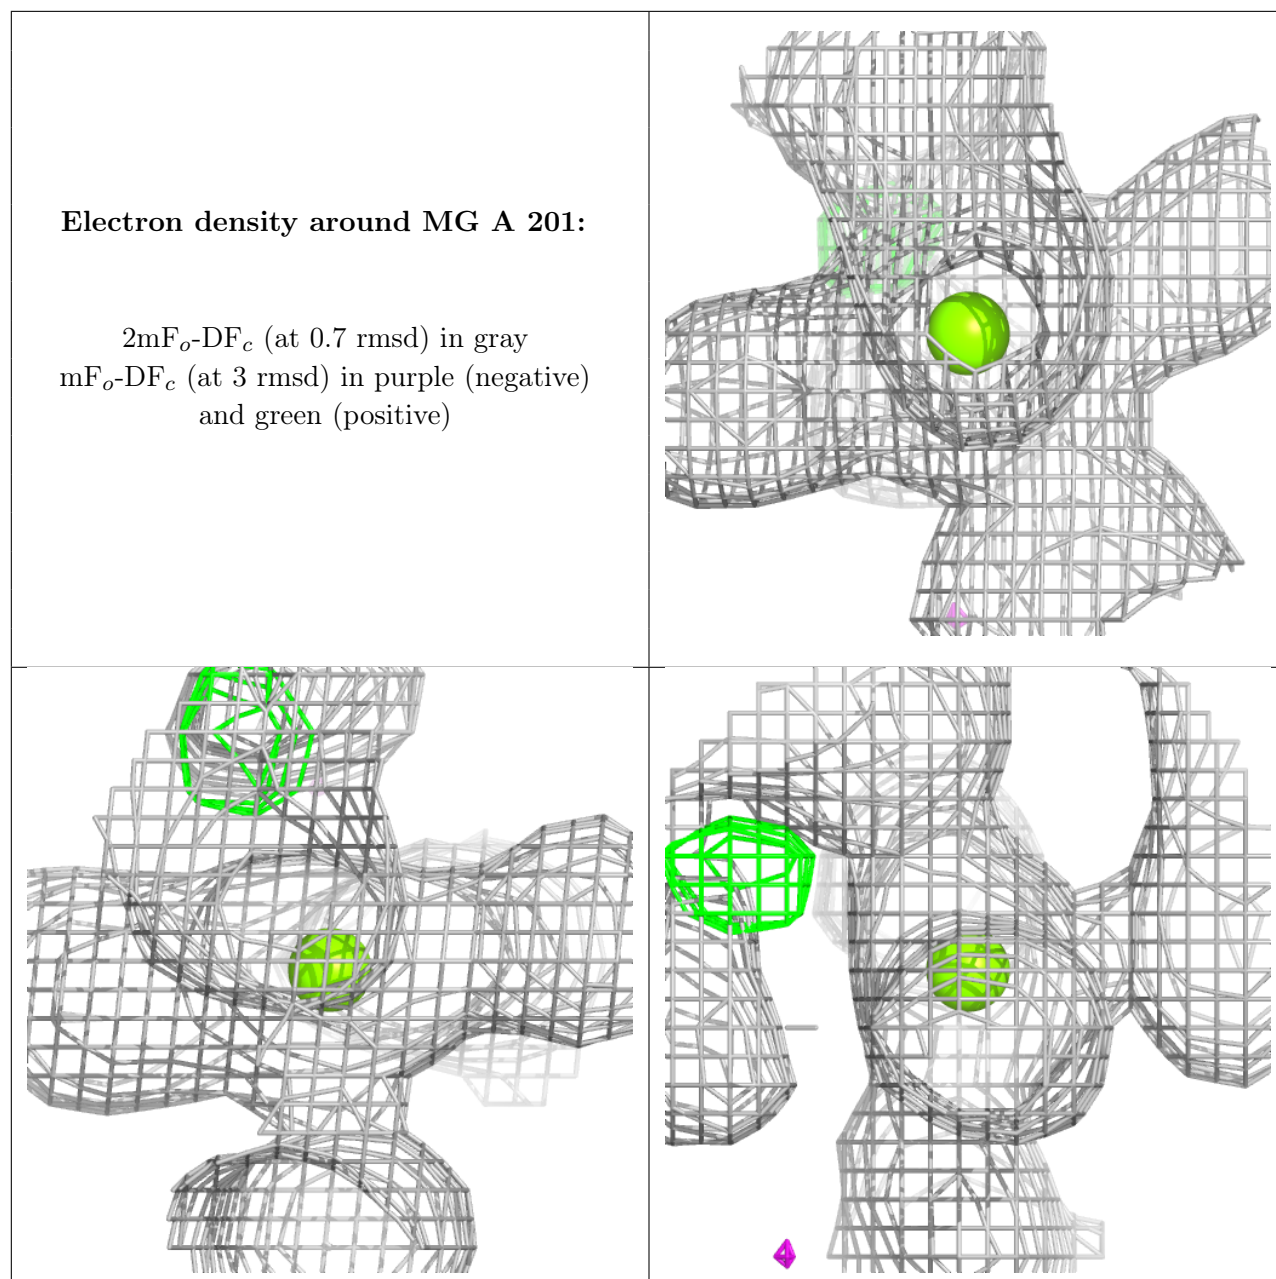 Electron density around MG A 201:
2mFₒ-DF𝒸 (at 0.7 rmsd) in gray
mFₒ-DF𝒸 (at 3 rmsd) in purple (negative)
and green (positive)